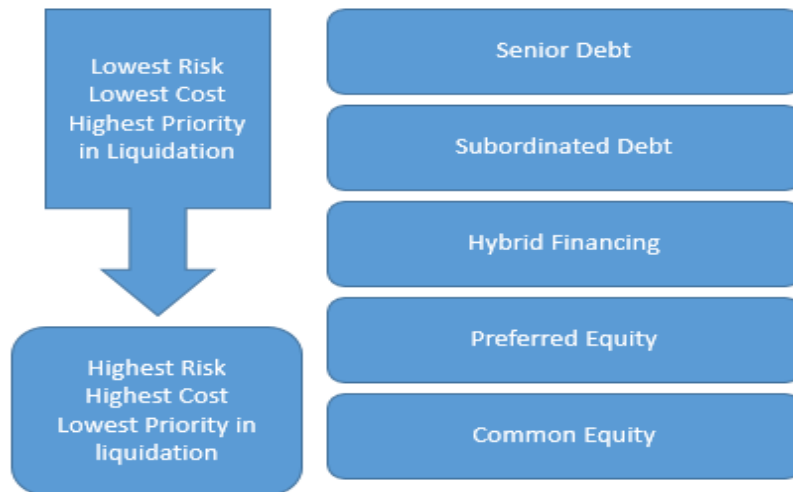 Lowest Risk
Lowest Cost
Highest Priority
in Liquidation
Highest Risk
Highest Cost
Lowest Priority in
liquidation
Senior Debt
Subordinated Debt
Hybrid Financing
Preferred Equity
Common Equity